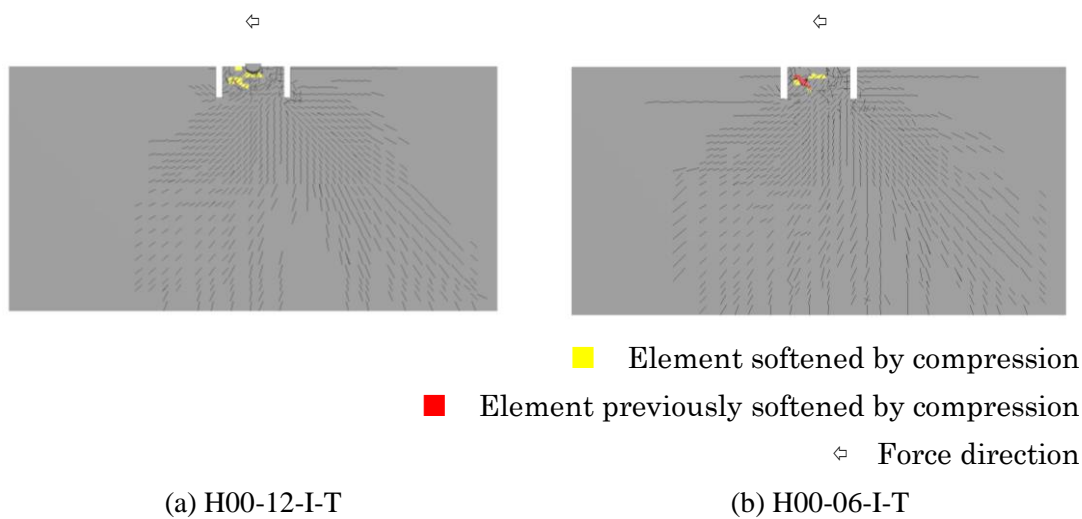 Element softened by compression
Element previously softened by compression
Force direction
(a) H00-12-I-T
(b) H00-06-I-T